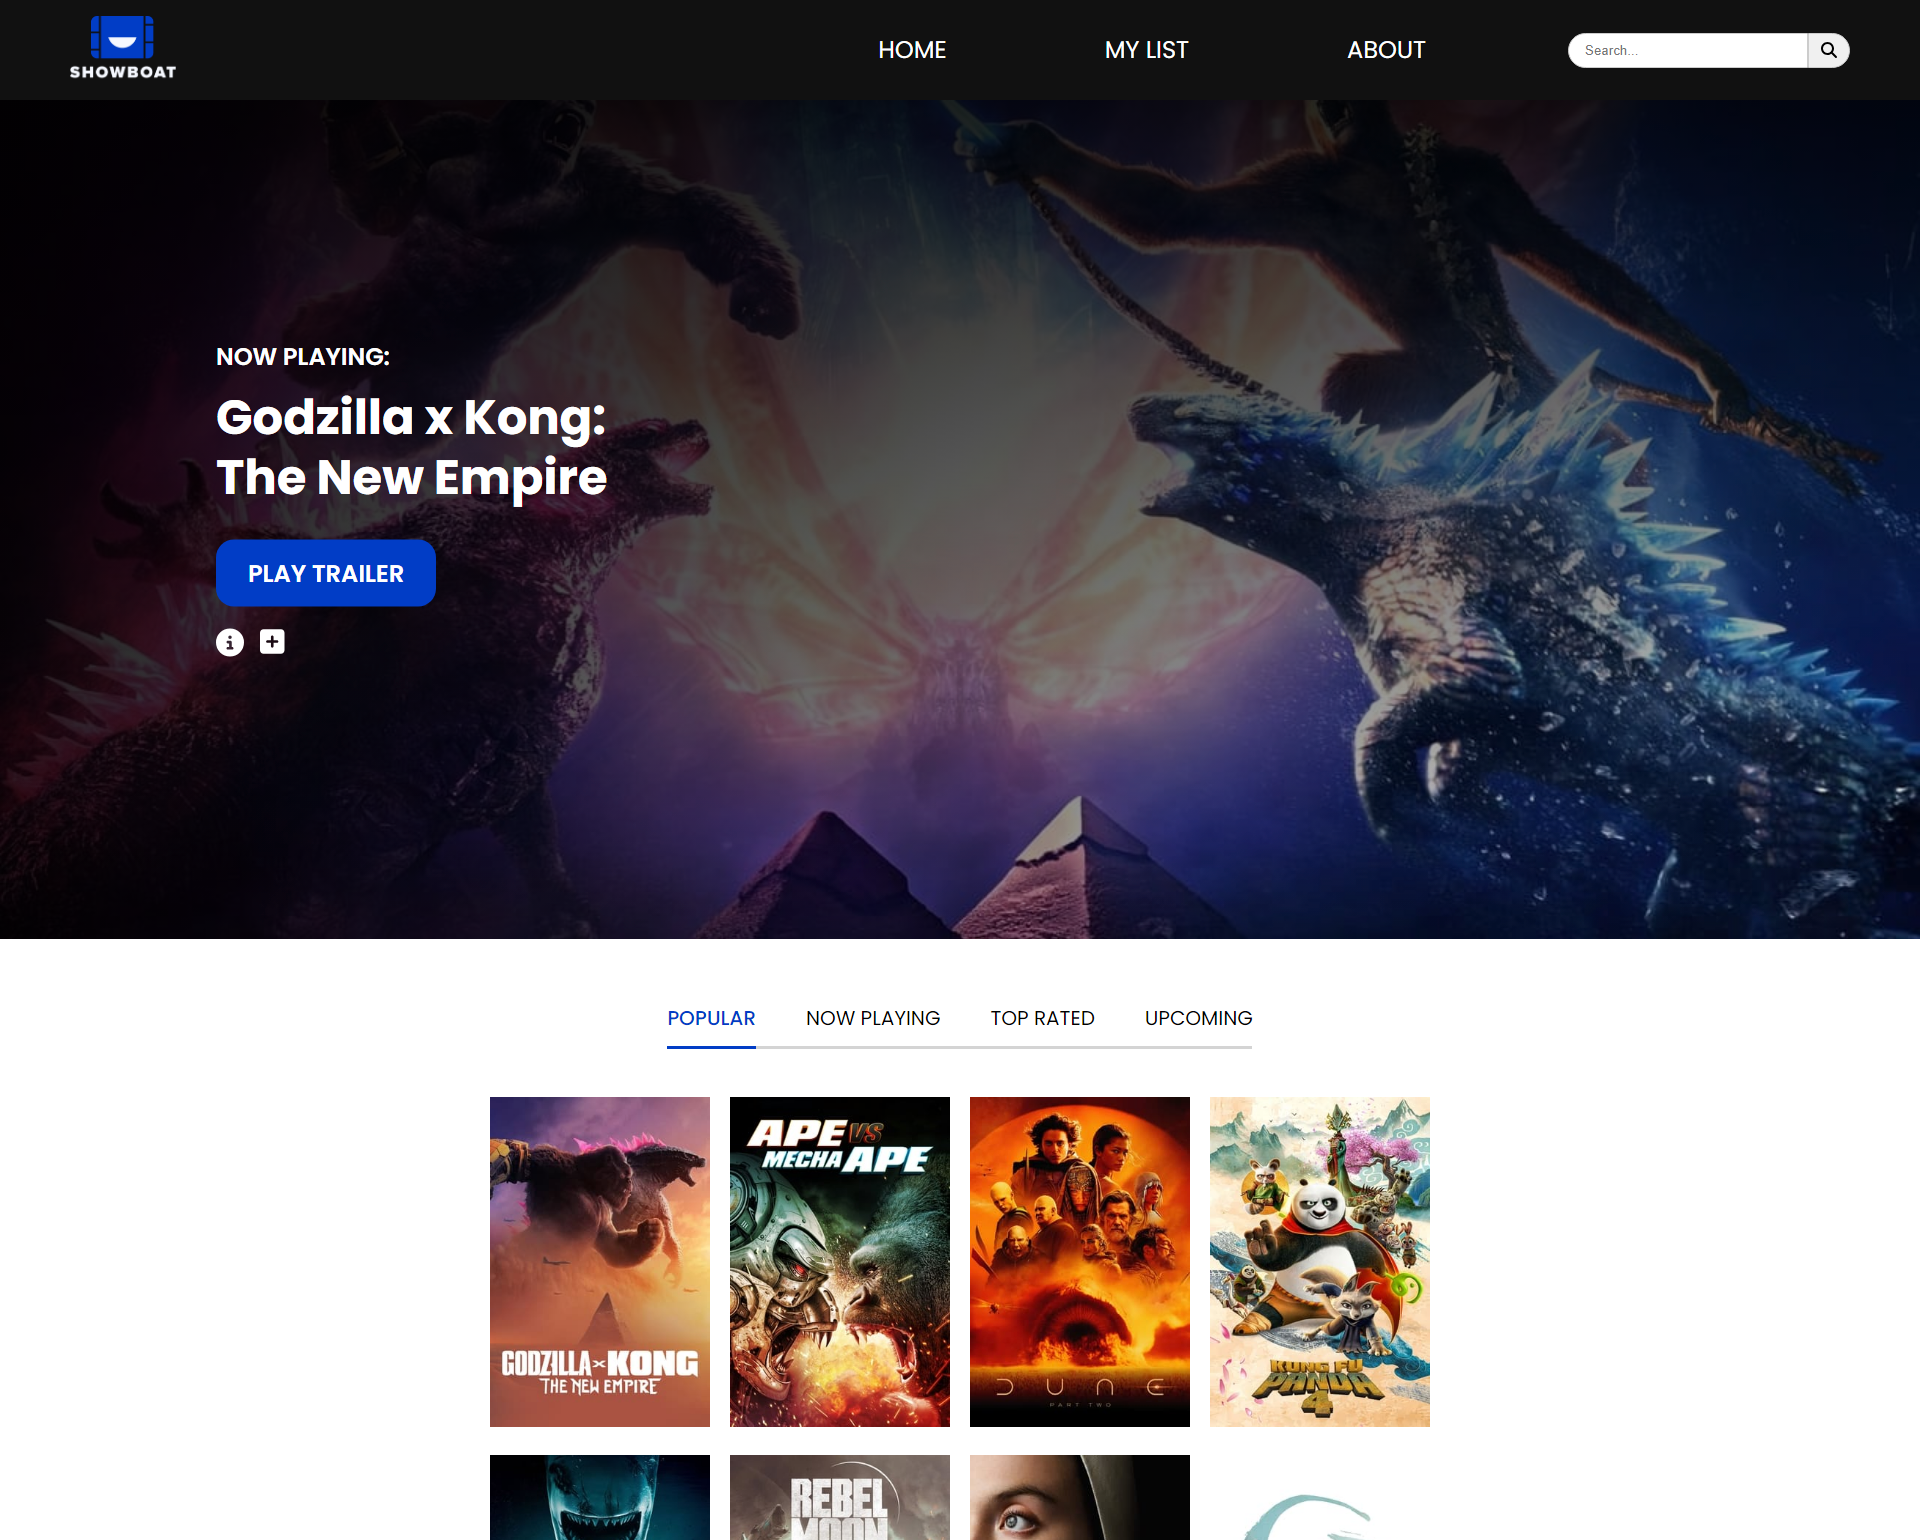 SHOWBOAT
HOME
MY LIST
ABOUT
Search...
NOW PLAYING:
Godzilla x Kong:
The New Empire
PLAY TRAILER
POPULAR
NOW PLAYING
TOP RATED
UPCOMING
GODZILLA x KONG
THE NEW EMPIRE
APE VS
MECHA APE
DUNE
PART TWO
KUNG FU
PANDA
4
REBEL
MOON